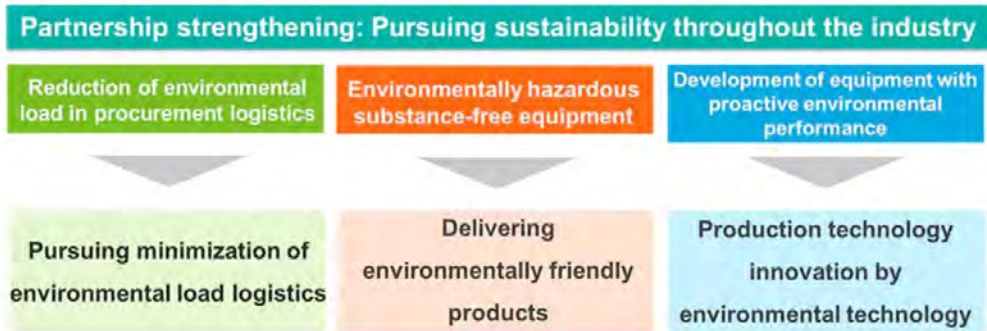 Partnership strengthening: Pursuing sustainability throughout the industry
Reduction of environmental
load in procurement logistics
Environmentally hazardous
substance-free equipment
Development of equipment with
proactive environmental
performance
Pursuing minimization of
environmental load logistics
Delivering
environmentally friendly
products
Production technology
innovation by
environmental technology